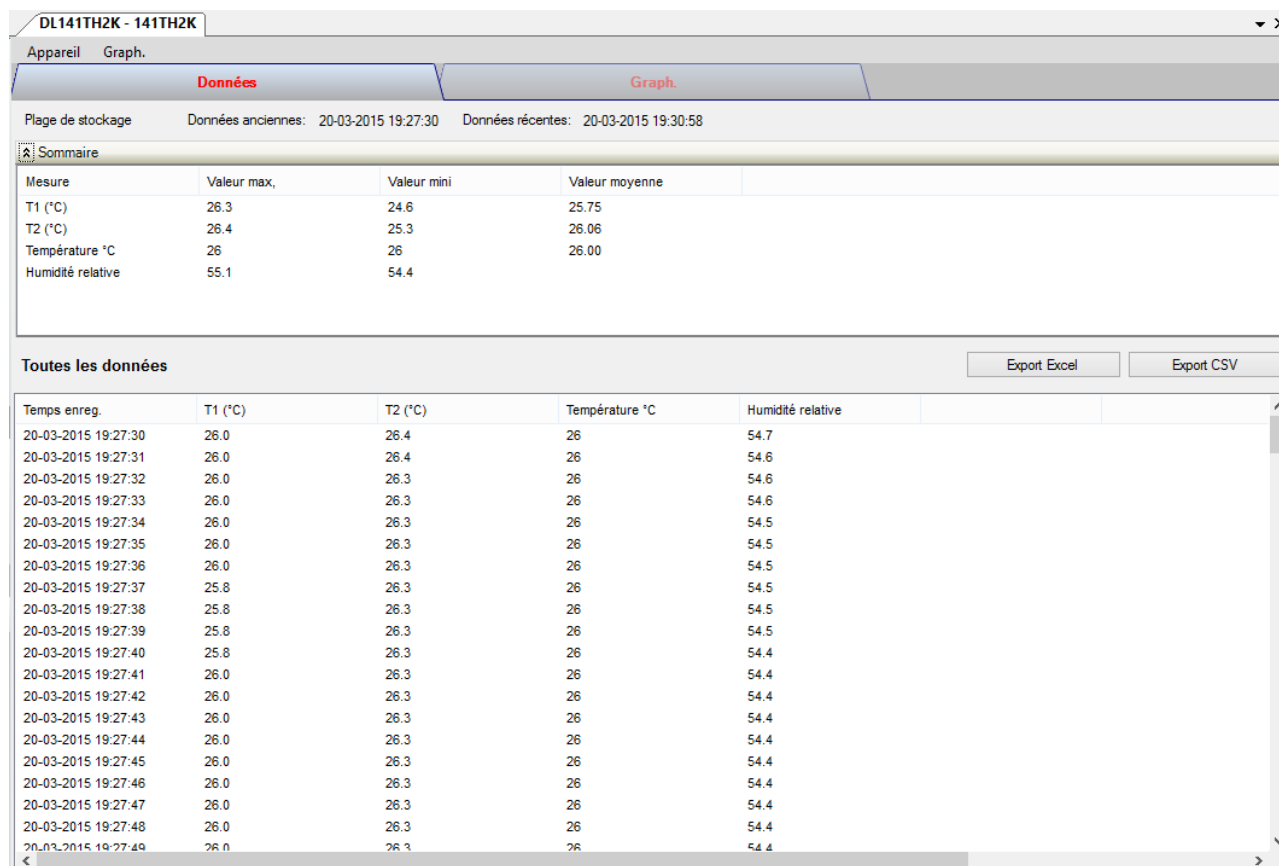 DL141TH2K - 141TH2K
Appareil Graph.
Données Graph.
Plage de stockage Données anciennes: 20-03-2015 19:27:30 Données récentes: 20-03-2015 19:30:58
Sommaire
Mesure Valeur max, Valeur mini Valeur moyenne
T1 (°C) 26.3 24.6 25.75
T2 (°C) 26.4 25.3 26.06
Température °C 26 26 26.00
Humidité relative 55.1 54.4
Toutes les données Export Excel Export CSV
Temps enreg. T1 (°C) T2 (°C) Température °C Humidité relative
20-03-2015 19:27:30 26.0 26.4 26 54.7
20-03-2015 19:27:31 26.0 26.4 26 54.6
20-03-2015 19:27:32 26.0 26.3 26 54.6
20-03-2015 19:27:33 26.0 26.3 26 54.6
20-03-2015 19:27:34 26.0 26.3 26 54.5
20-03-2015 19:27:35 26.0 26.3 26 54.5
20-03-2015 19:27:36 26.0 26.3 26 54.5
20-03-2015 19:27:37 25.8 26.3 26 54.5
20-03-2015 19:27:38 25.8 26.3 26 54.5
20-03-2015 19:27:39 25.8 26.3 26 54.5
20-03-2015 19:27:40 25.8 26.3 26 54.4
20-03-2015 19:27:41 26.0 26.3 26 54.4
20-03-2015 19:27:42 26.0 26.3 26 54.4
20-03-2015 19:27:43 26.0 26.3 26 54.4
20-03-2015 19:27:44 26.0 26.3 26 54.4
20-03-2015 19:27:45 26.0 26.3 26 54.4
20-03-2015 19:27:46 26.0 26.3 26 54.4
20-03-2015 19:27:47 26.0 26.3 26 54.4
20-03-2015 19:27:48 26.0 26.3 26 54.4
20-03-2015 19:27:49 26.0 26.3 26 54.4